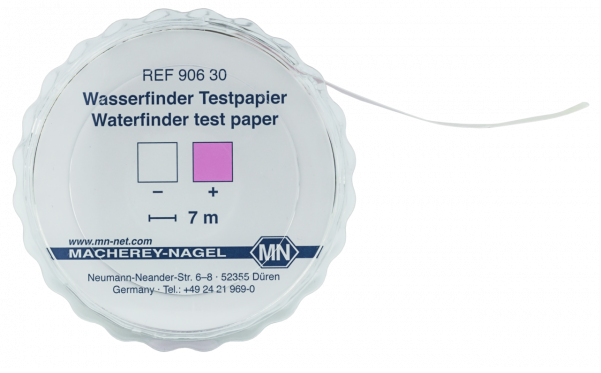 REF 906 30
Wasserfinder Testpapier
Waterfinder test paper
– +
7 m
www.mn-net.com
MACHEREY-NAGEL MN
Neumann-Neander-Str. 6–8 · 52355 Düren
Germany · Tel.: +49 24 21 969-0